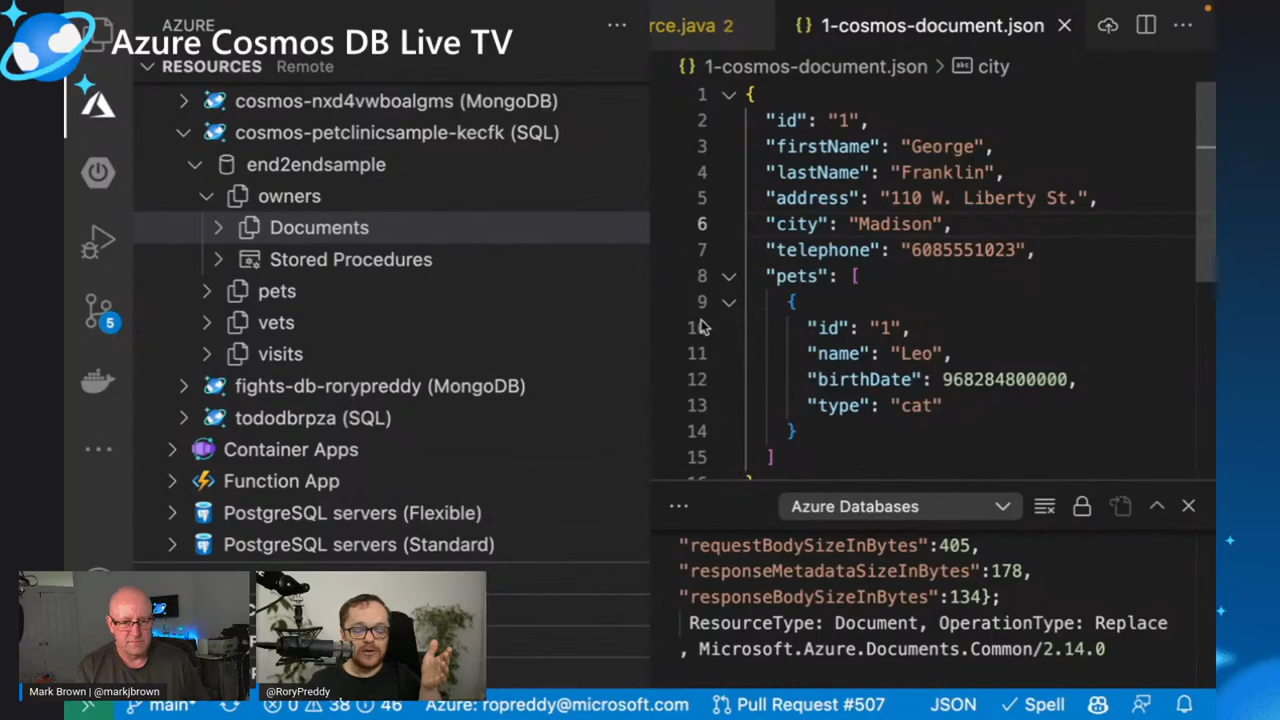 Azure Cosmos DB Live TV
AZURE
RESOURCES Remote
cosmos-nxd4vwboalgms (MongoDB)
cosmos-petclinicsample-kecfk (SQL)
end2endsample
owners
Documents
Stored Procedures
pets
vets
visits
fights-db-rorypreddy (MongoDB)
tododbrpza (SQL)
Container Apps
Function App
PostgreSQL servers (Flexible)
PostgreSQL servers (Standard)
5
rce.java 2
{} 1-cosmos-document.json
{} 1-cosmos-document.json > abc city
1 {
2 "id": "1",
3 "firstName": "George",
4 "lastName": "Franklin",
5 "address": "110 W. Liberty St.",
6 "city": "Madison",
7 "telephone": "6085551023",
8 "pets": [
9 {
10 "id": "1",
11 "name": "Leo",
12 "birthDate": 968284800000,
13 "type": "cat"
14 }
15 ]
Azure Databases
"requestBodySizeInBytes":405,
"responseMetadataSizeInBytes":178,
"responseBodySizeInBytes":134};
ResourceType: Document, OperationType: Replace
, Microsoft.Azure.Documents.Common/2.14.0
Mark Brown | @markjbrown
@RoryPreddy
main* 0 38 46 Azure: ropreddy@microsoft.com Pull Request #507 JSON Spell